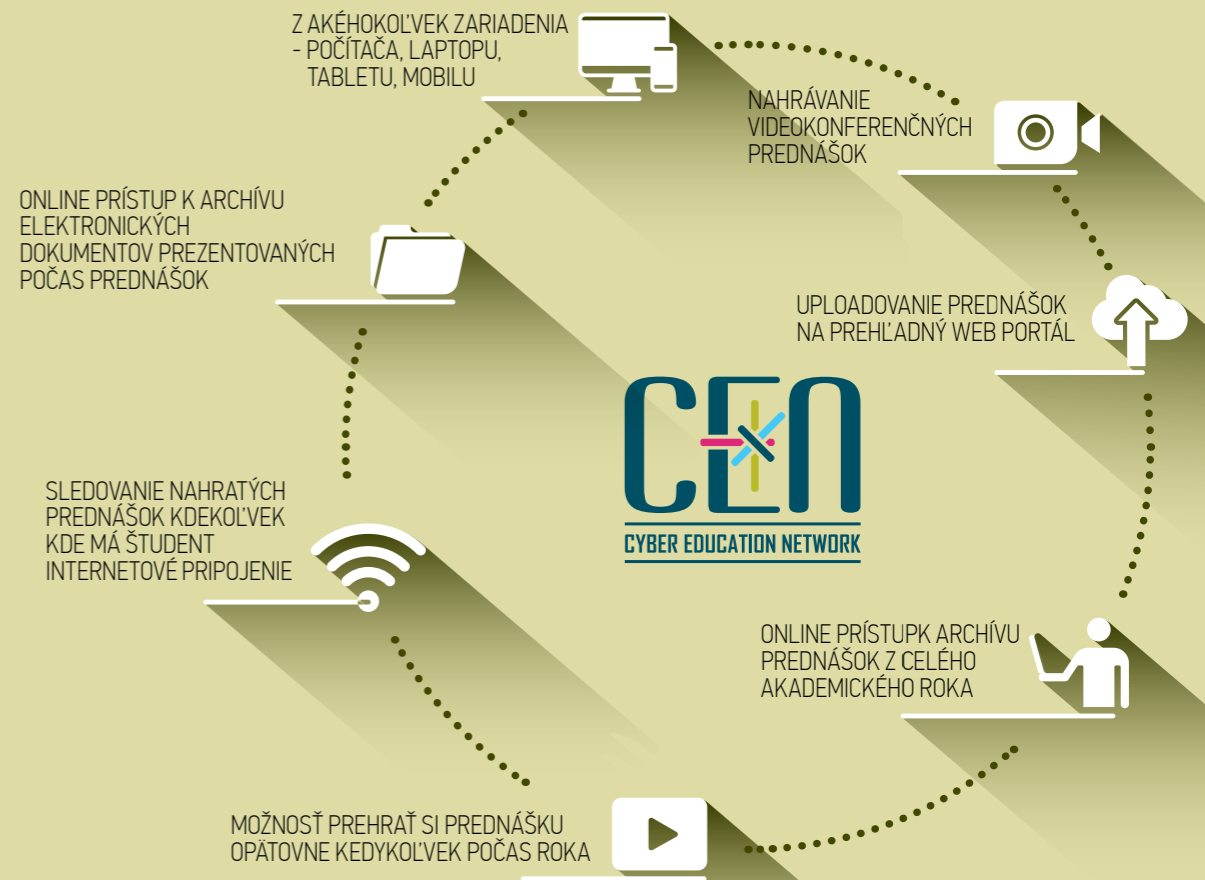 Z AKÉHOKOĽVEK ZARIADENIA
- POČÍTAČA, LAPTOPU,
TABLETU, MOBILU
NAHRÁVANIE
VIDEOKONFERENČNÝCH
PREDNÁŠOK
UPLOADOVANIE PREDNÁŠOK
NA PREHĽADNÝ WEB PORTÁL
ONLINE PRÍSTUPK ARCHÍVU
PREDNÁŠOK Z CELÉHO
AKADEMICKÉHO ROKA
MOŽNOSŤ PREHRAŤ SI PREDNÁŠKU
OPÄTOVNE KEDYKOĽVEK POČAS ROKA
SLEDOVANIE NAHRATÝCH
PREDNÁŠOK KDEKOĽVEK
KDE MÁ ŠTUDENT
INTERNETOVÉ PRIPOJENIE
ONLINE PRÍSTUP K ARCHÍVU
ELEKTRONICKÝCH
DOKUMENTOV PREZENTOVANÝCH
POČAS PREDNÁŠOK
CEN
CYBER EDUCATION NETWORK